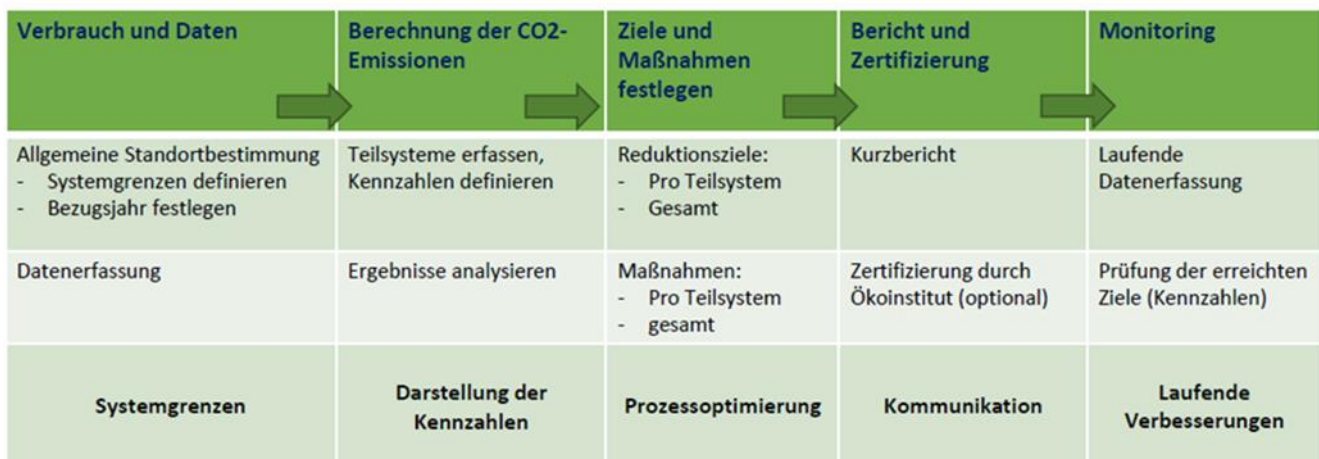 Verbrauch und Daten
Berechnung der CO2-
Emissionen
Ziele und
Maßnahmen
festlegen
Bericht und
Zertifizierung
Monitoring
Allgemeine Standortbestimmung
- Systemgrenzen definieren
- Bezugsjahr festlegen
Teilsysteme erfassen,
Kennzahlen definieren
Reduktionsziele:
- Pro Teilsystem
- Gesamt
Kurzbericht
Laufende
Datenerfassung
Datenerfassung
Ergebnisse analysieren
Maßnahmen:
- Pro Teilsystem
- gesamt
Zertifizierung durch
Ökoinstitut (optional)
Prüfung der erreichten
Ziele (Kennzahlen)
Systemgrenzen
Darstellung der
Kennzahlen
Prozessoptimierung
Kommunikation
Laufende
Verbesserungen